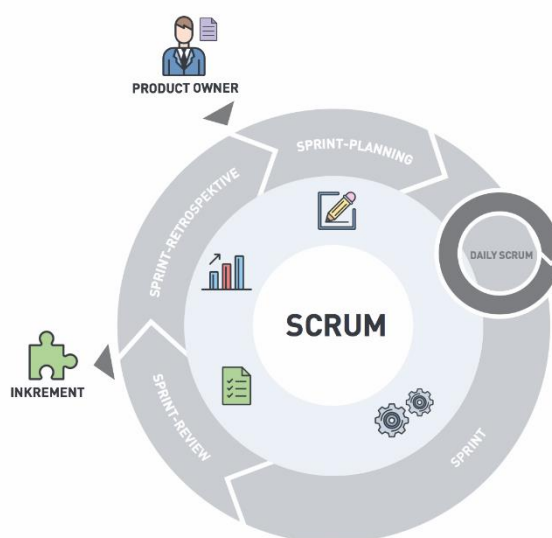 PRODUCT OWNER
SPRINT-PLANNING
SPRINT-RETROSPEKTIVE
DAILY SCRUM
SCRUM
INKREMENT
SPRINT-REVIEW
SPRINT